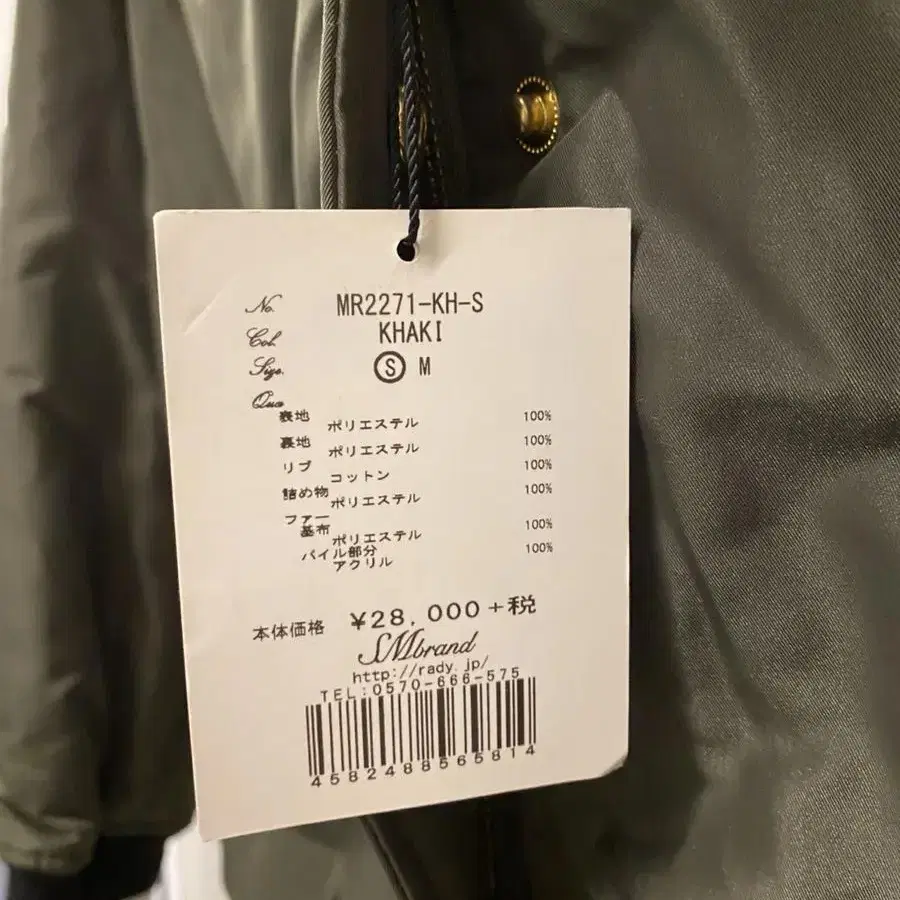 No. MR2271-KH-S
Col. KHAKI
Size. S M
Qua
表地
ポリエステル 100%
裏地
ポリエステル 100%
リブ
コットン 100%
詰め物
ポリエステル 100%
ファー
基布
ポリエステル 100%
パイル部分
アクリル 100%
本体価格 ¥28,000+税
SMbrand
http://rady.jp/
TEL:0570-666-575
4582488565814